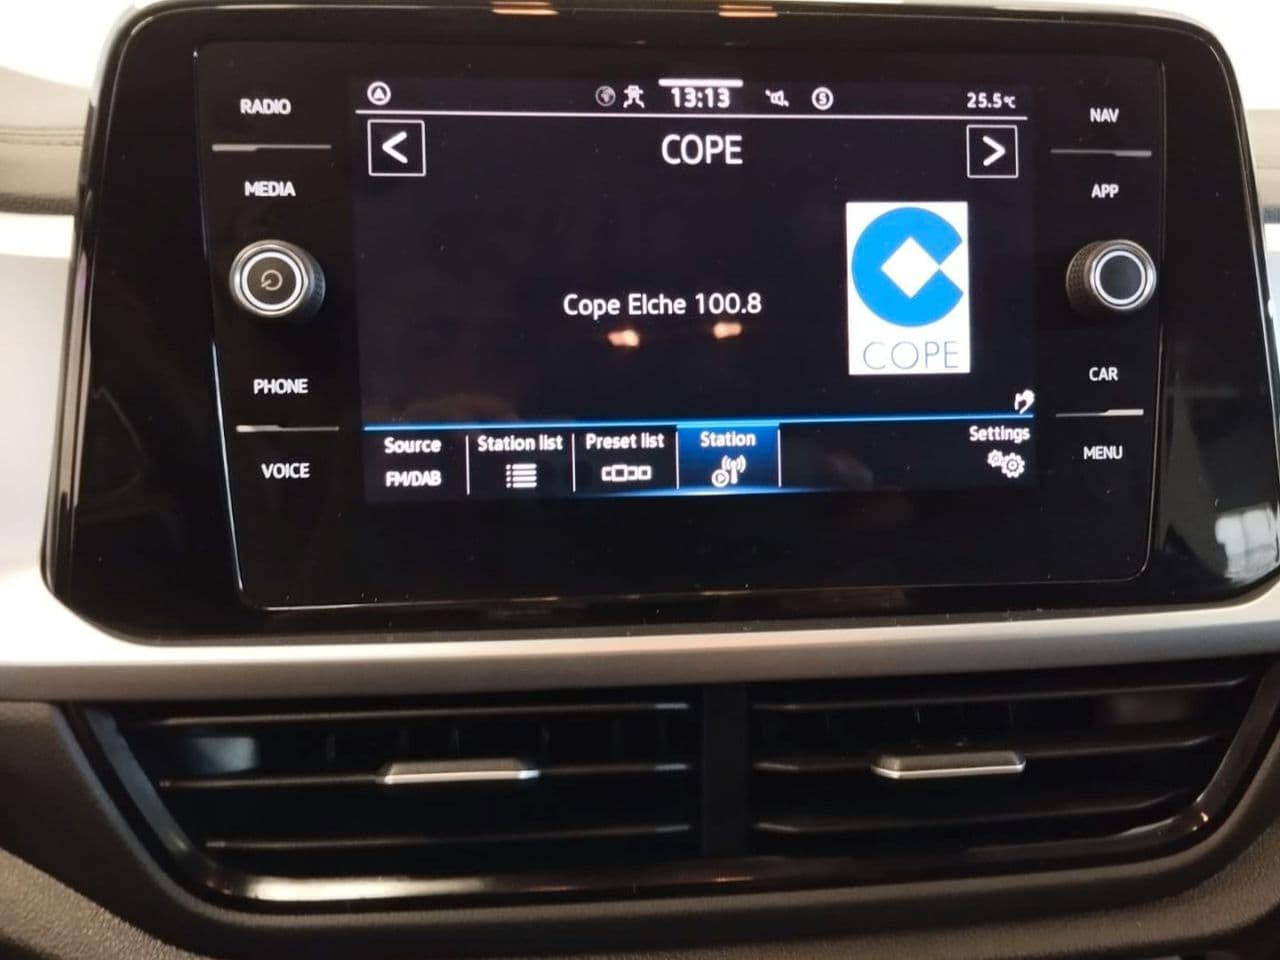 RADIO
MEDIA
PHONE
VOICE
13:13
S
25.5°C
COPE
Cope Elche 100.8
COPE
Source
FM/DAB
Station list
Preset list
Station
Settings
NAV
APP
CAR
MENU